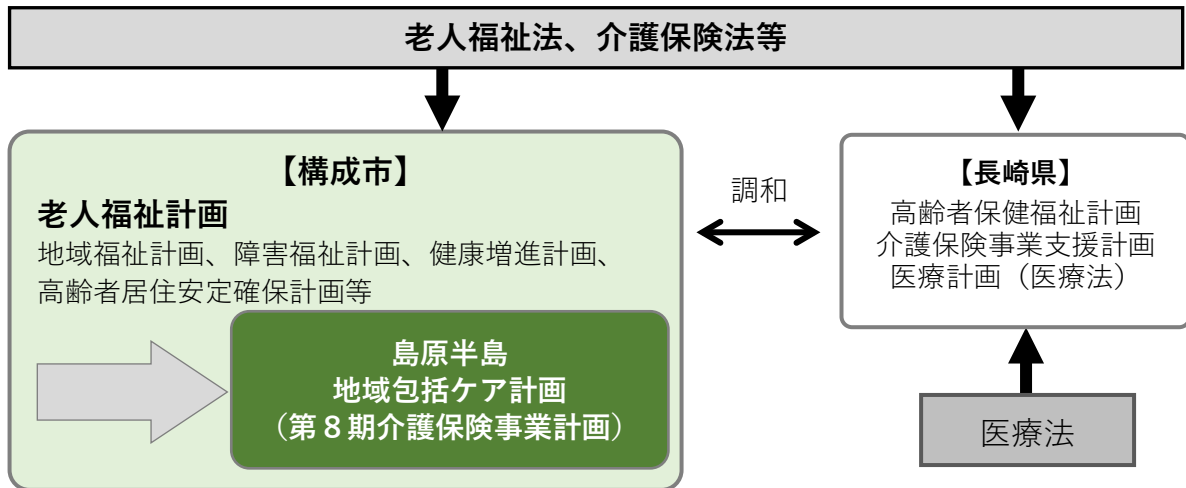 老人福祉法、介護保険法等
【構成市】
老人福祉計画
地域福祉計画、障害福祉計画、健康増進計画、
高齢者居住安定確保計画等
島原半島
地域包括ケア計画
（第８期介護保険事業計画）
調和
【長崎県】
高齢者保健福祉計画
介護保険事業支援計画
医療計画（医療法）
医療法